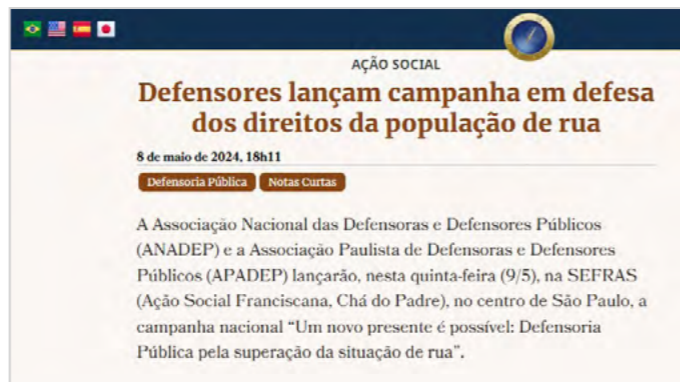 AÇÃO SOCIAL
Defensores lançam campanha em defesa
dos direitos da população de rua
8 de maio de 2024, 18h11
Defensoria Pública Notas Curtas
A Associação Nacional das Defensoras e Defensores Públicos
(ANADEP) e a Associação Paulista de Defensoras e Defensores
Públicos (APADEP) lançarão, nesta quinta-feira (9/5), na SEFRAS
(Ação Social Franciscana, Chá do Padre), no centro de São Paulo, a
campanha nacional “Um novo presente é possível: Defensoria
Pública pela superação da situação de rua”.